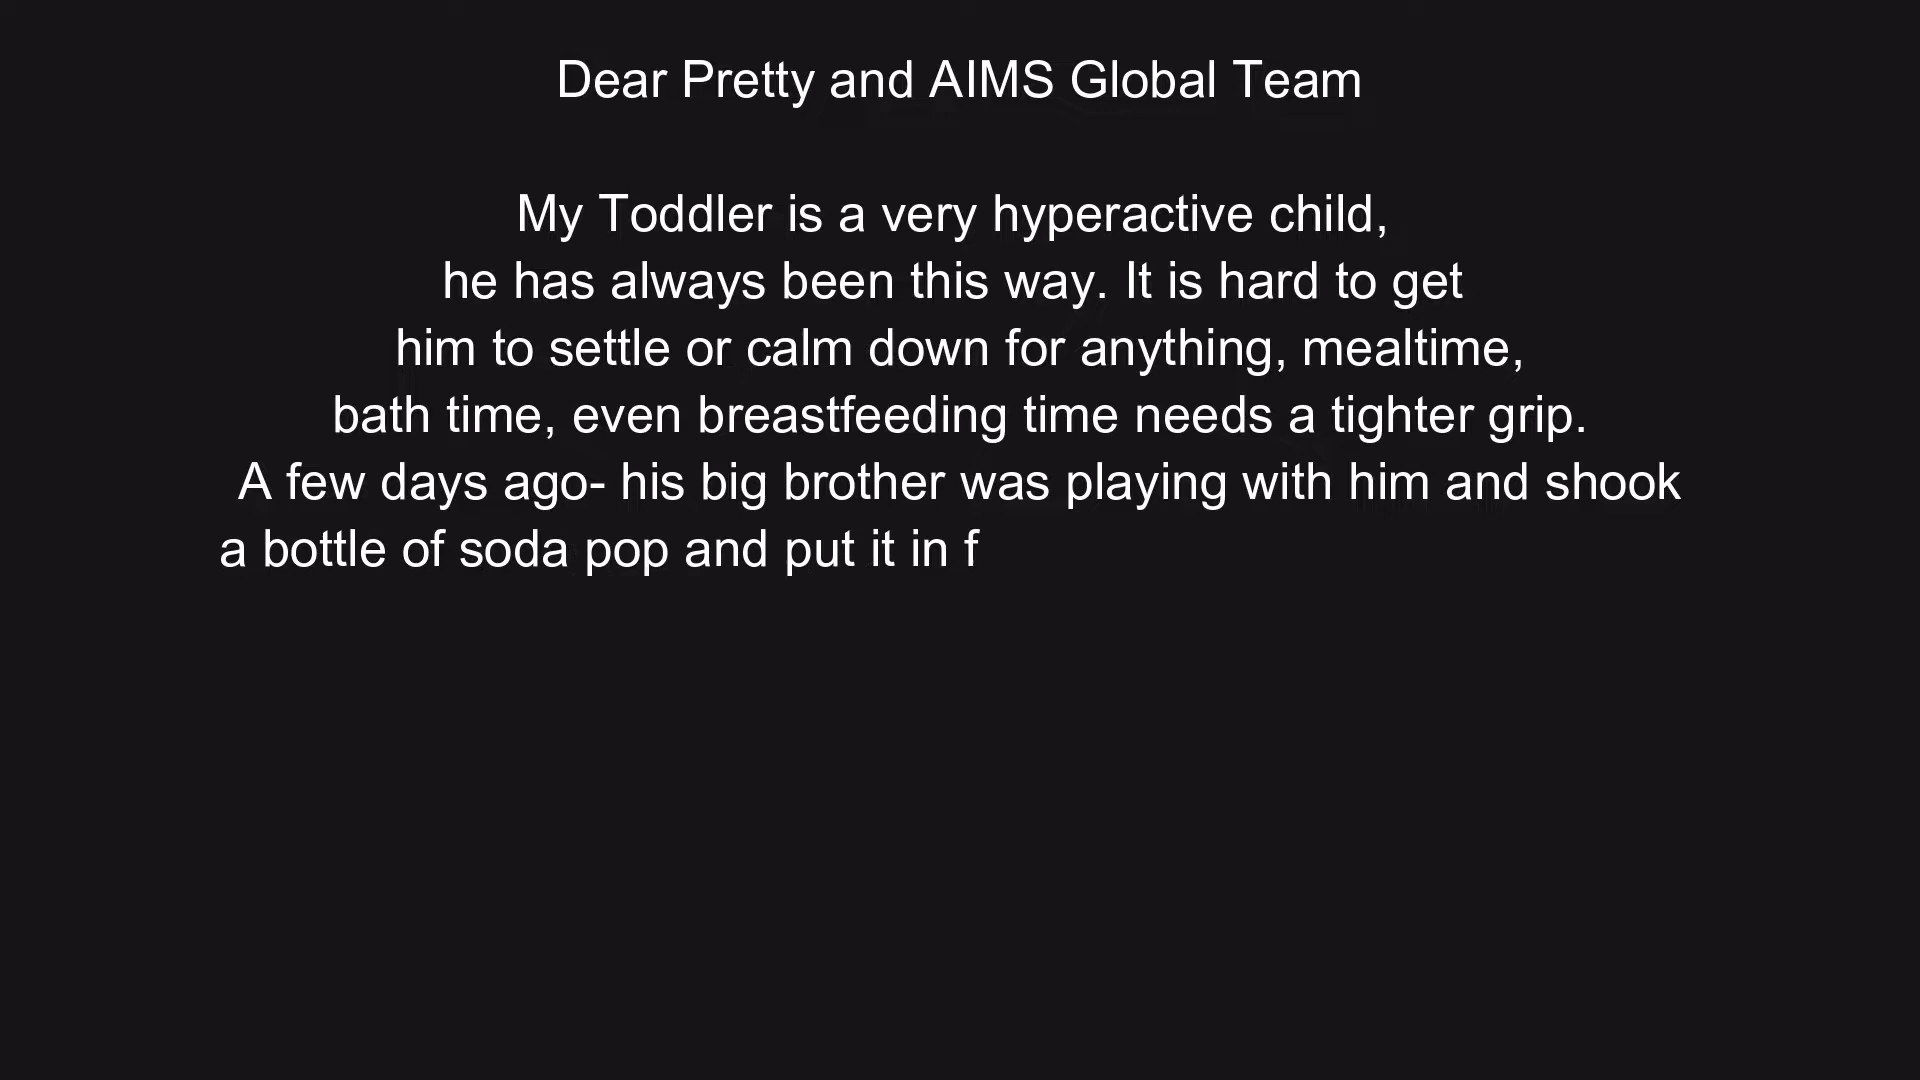 Dear Pretty and AIMS Global Team
My Toddler is a very hyperactive child,
he has always been this way. It is hard to get
him to settle or calm down for anything, mealtime,
bath time, even breastfeeding time needs a tighter grip.
A few days ago- his big brother was playing with him and shook
a bottle of soda pop and put it in f